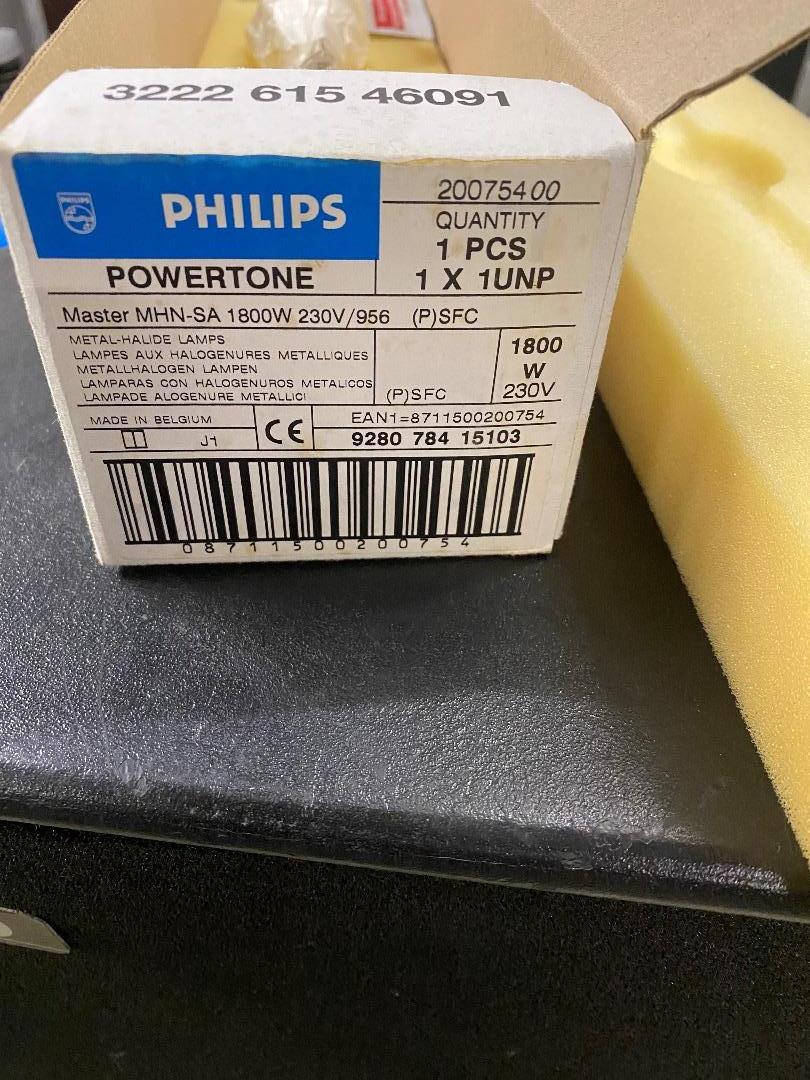 3222 615 46091
PHILIPS
PHILIPS
20075400
QUANTITY
1 PCS
1 X 1UNP
POWERTONE
Master MHN-SA 1800W 230V/956 (P)SFC
METAL-HALIDE LAMPS
LAMPES AUX HALOGENURES METALLIQUES
METALLHALOGEN LAMPEN
LAMPARAS CON HALOGENUROS METALICOS
LAMPADE ALOGENURE METALLICI
(P)SFC
1800
W
230V
MADE IN BELGIUM
J1
CE
EAN1=8711500200754
9280 784 15103
08711500200754